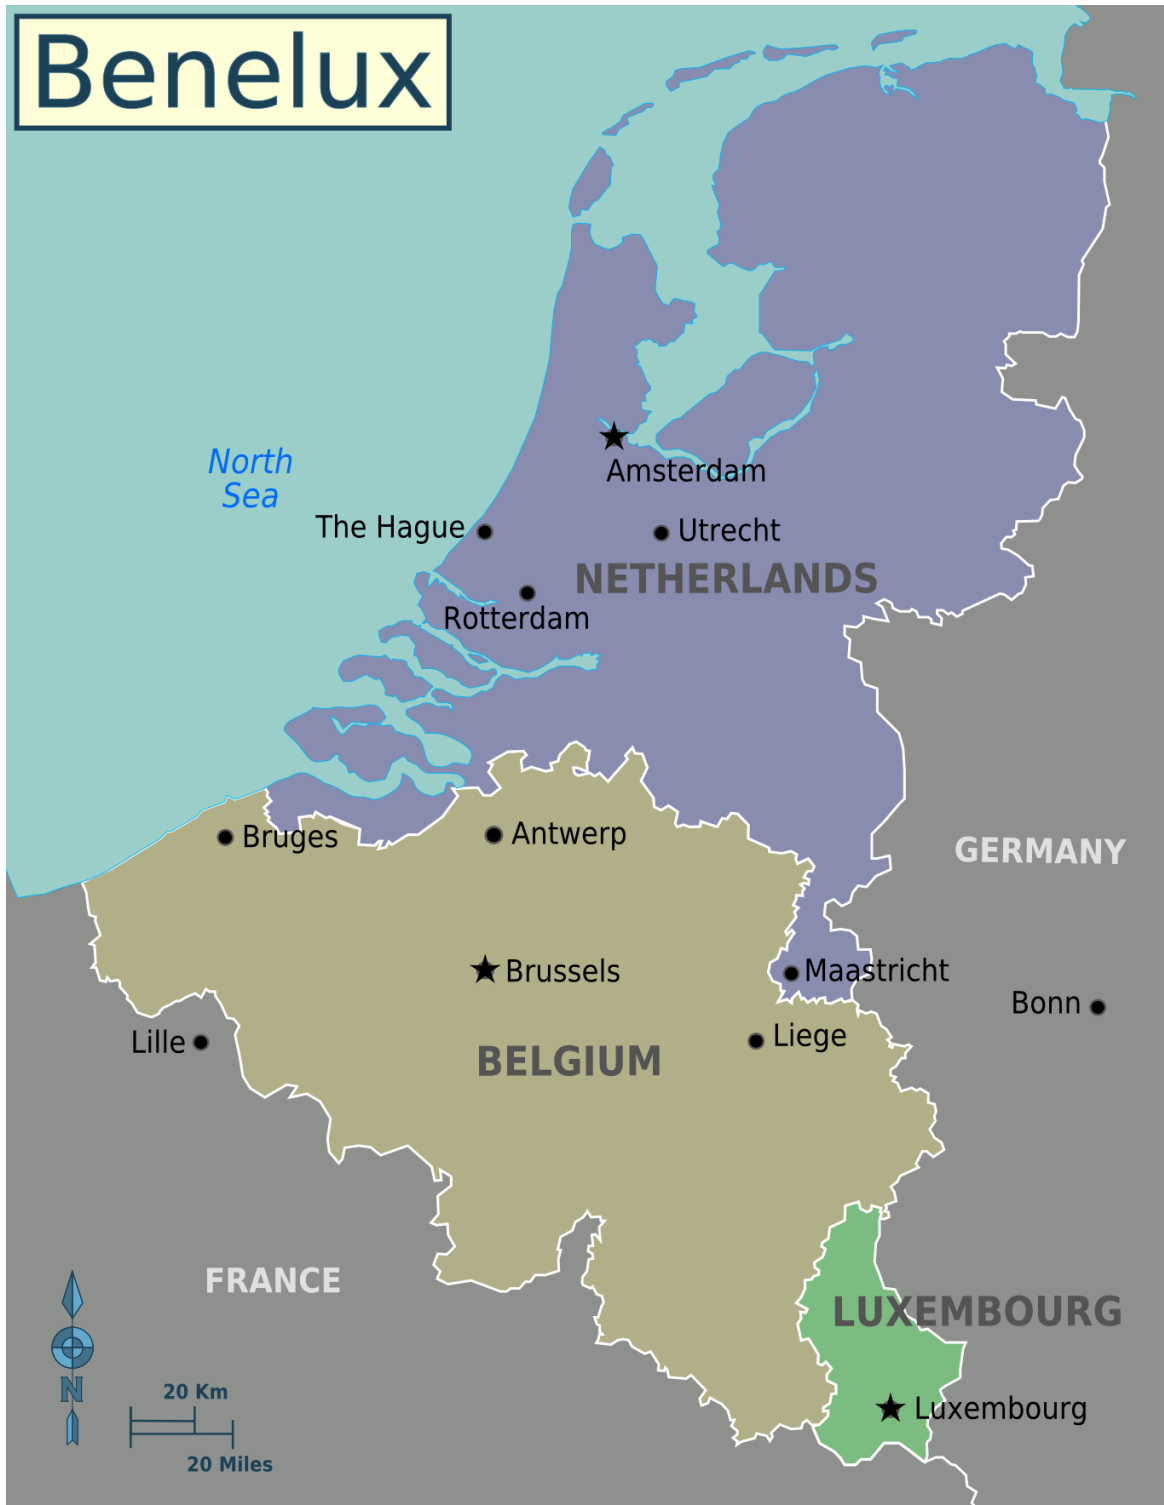 Benelux
North
Sea
Amsterdam
The Hague
Utrecht
NETHERLANDS
Rotterdam
Bruges
Antwerp
GERMANY
Brussels
Maastricht
Bonn
Lille
Liege
BELGIUM
FRANCE
LUXEMBOURG
N
20 Km
20 Miles
Luxembourg